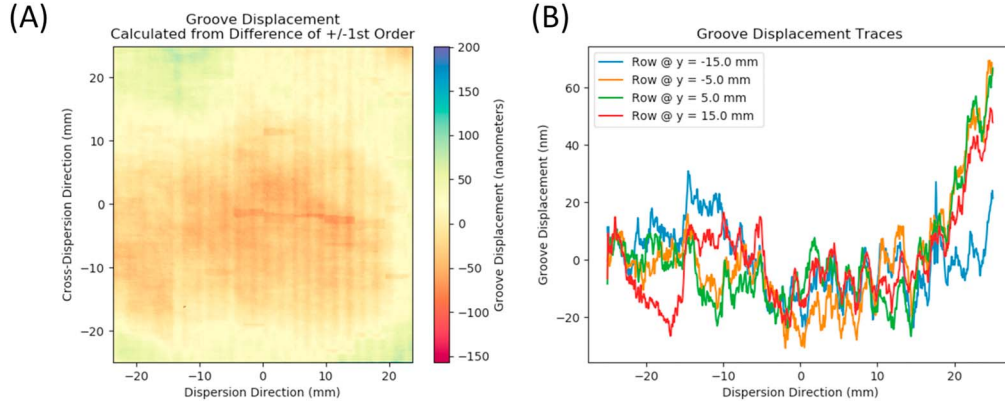 (A)
Groove Displacement
Calculated from Difference of +/-1st Order
20
10
0
−10
−20
Cross-Dispersion Direction (mm)
−20
−10
0
10
20
Dispersion Direction (mm)
200
150
100
50
0
−50
−100
−150
Groove Displacement (nanometers)
(B)
Groove Displacement Traces
Row @ y = -15.0 mm
Row @ y = -5.0 mm
Row @ y = 5.0 mm
Row @ y = 15.0 mm
60
40
20
0
−20
Groove Displacement (nm)
−20
−10
0
10
20
Dispersion Direction (mm)